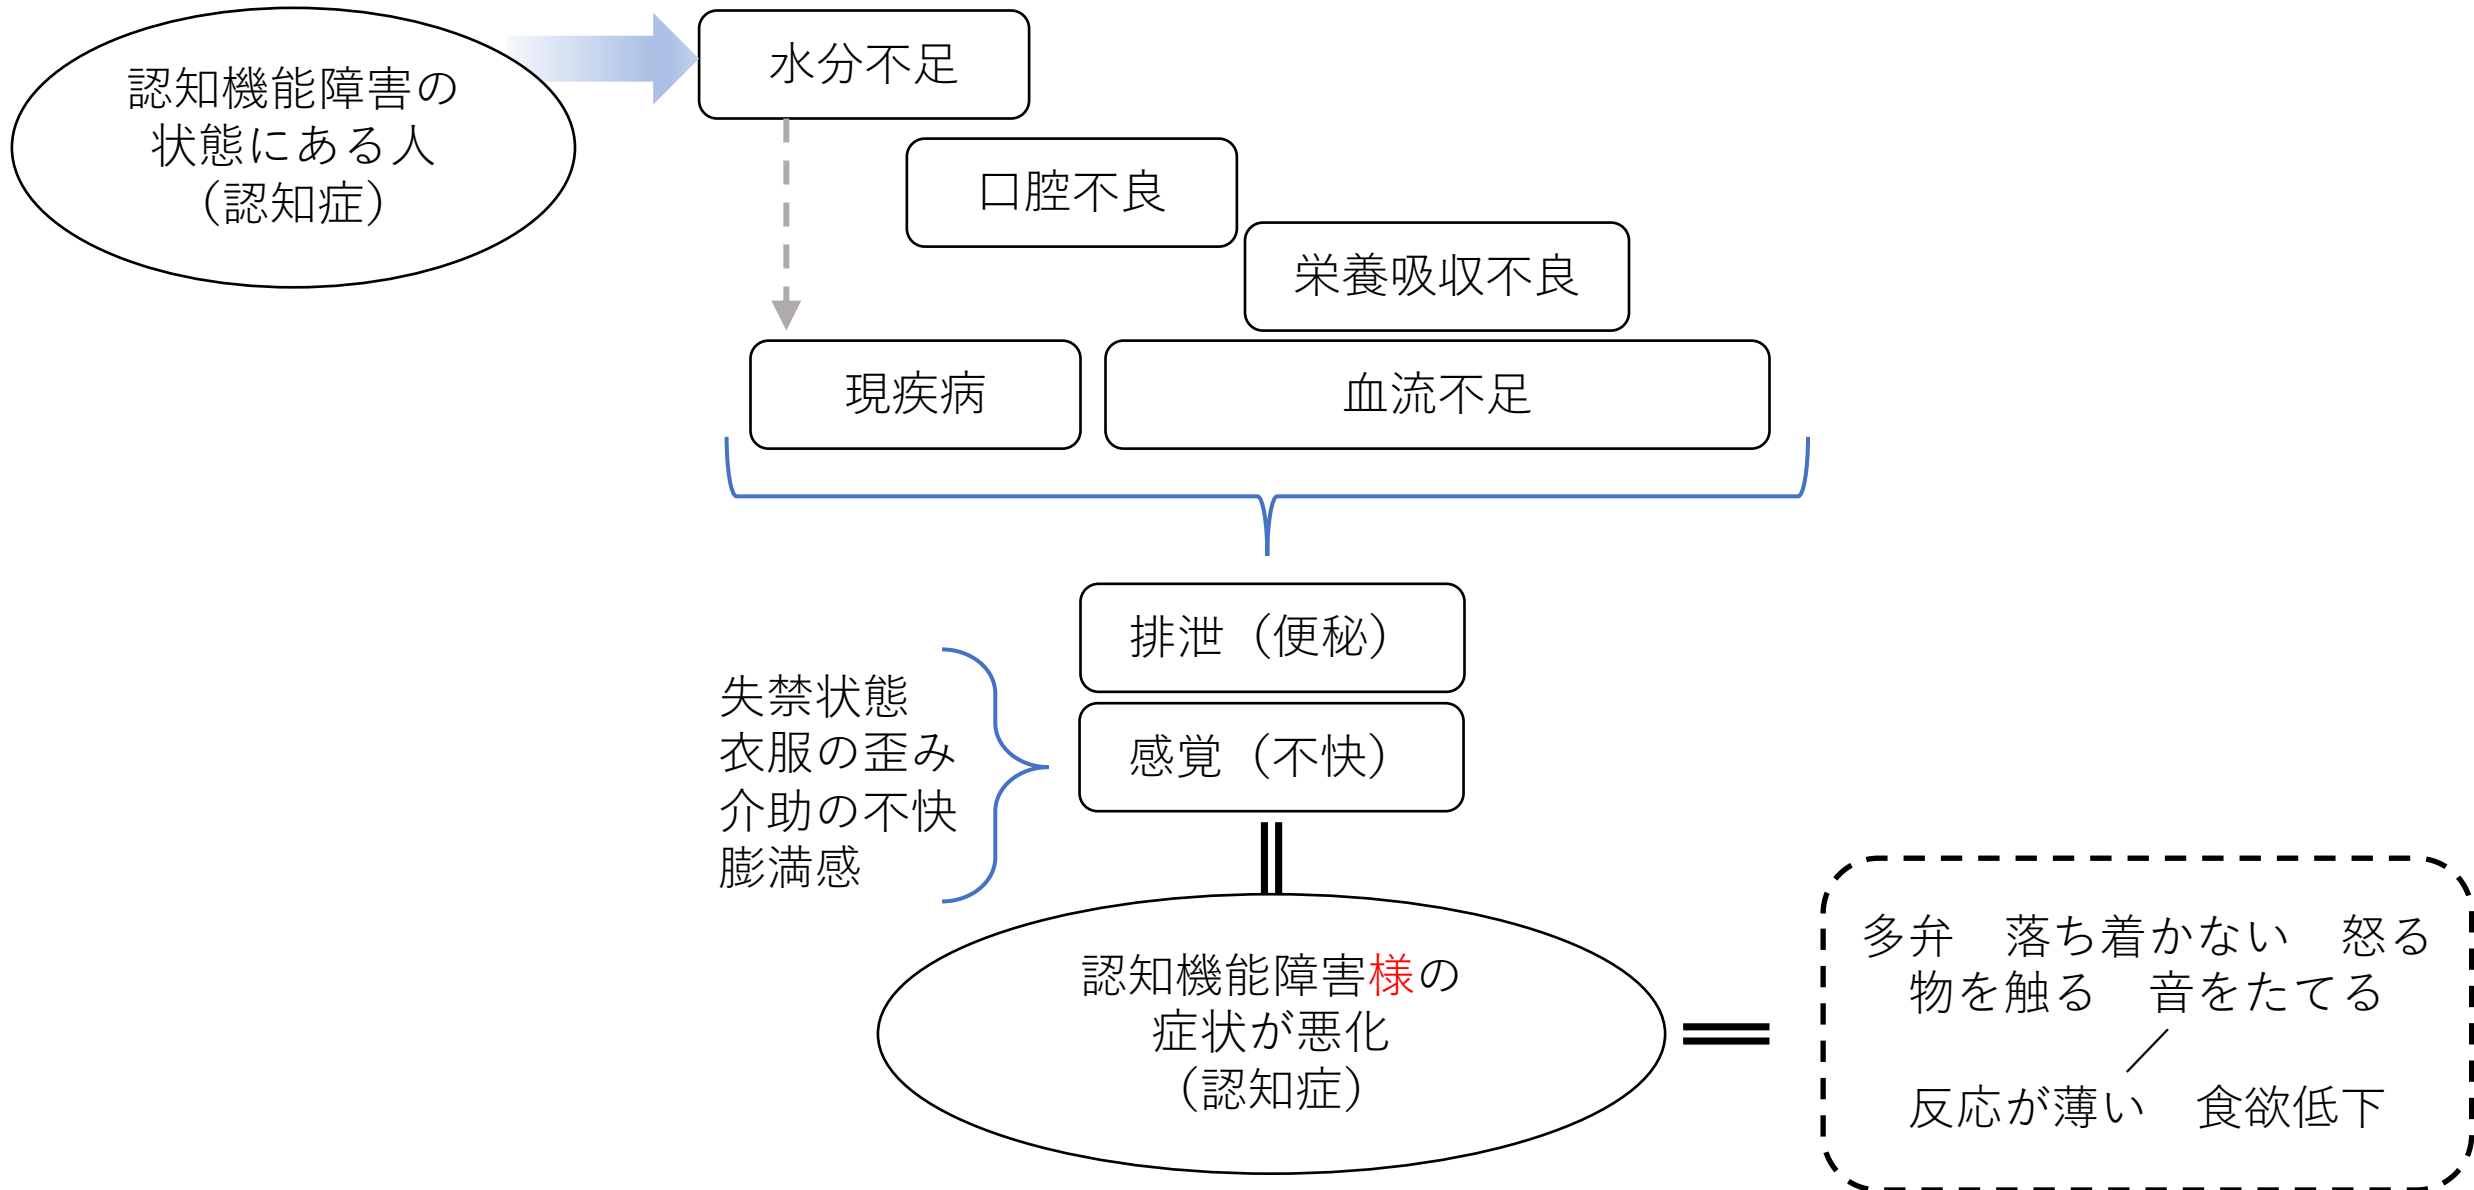 認知機能障害の
状態にある人
（認知症）
水分不足
口腔不良
栄養吸収不良
現疾病
血流不足
排泄（便秘）
感覚（不快）
失禁状態
衣服の歪み
介助の不快
膨満感
認知機能障害様の
症状が悪化
（認知症）
多弁　落ち着かない　怒る
物を触る　音をたてる
／
反応が薄い　食欲低下